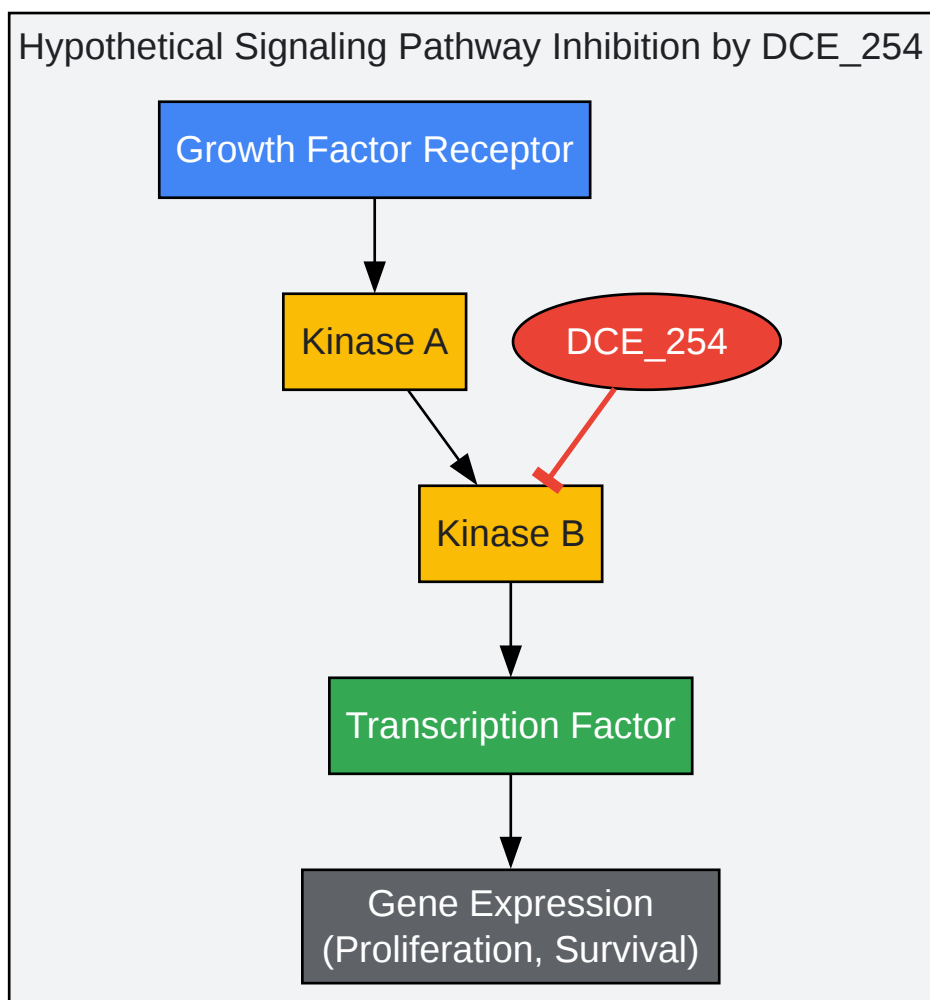 Hypothetical Signaling Pathway Inhibition by DCE_254
Growth Factor Receptor
Kinase A
DCE_254
Kinase B
Transcription Factor
Gene Expression
(Proliferation, Survival)